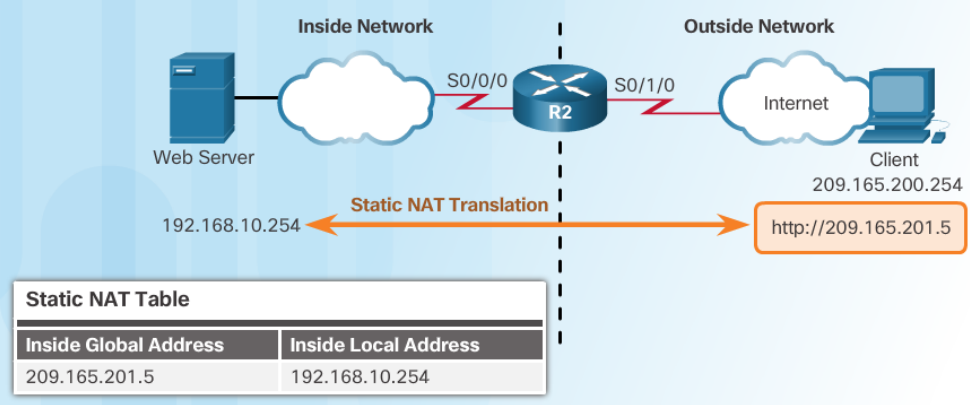 Inside Network
Outside Network
S0/0/0
S0/1/0
R2
Internet
Web Server
Client
209.165.200.254
Static NAT Translation
192.168.10.254
http://209.165.201.5
Static NAT Table
Inside Global Address Inside Local Address
209.165.201.5 192.168.10.254